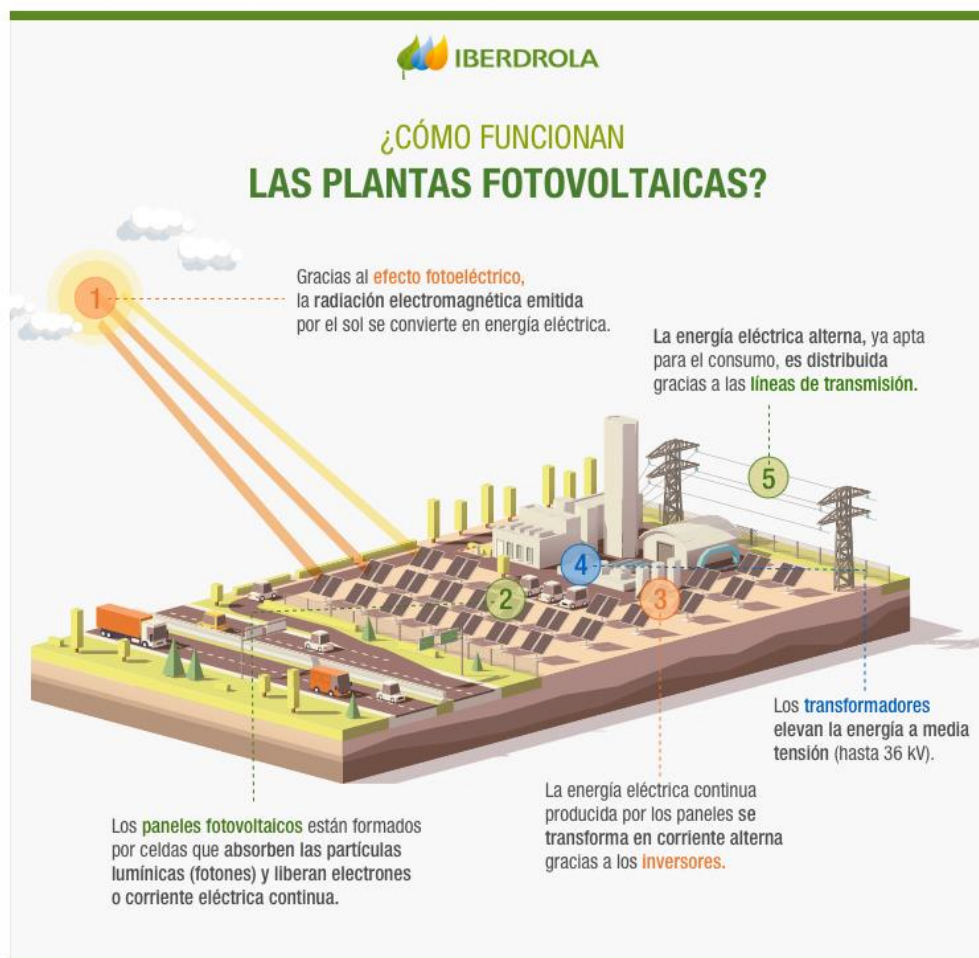 IBERDROLA
¿CÓMO FUNCIONAN
LAS PLANTAS FOTOVOLTAICAS?
1
Gracias al efecto fotoeléctrico,
la radiación electromagnética emitida
por el sol se convierte en energía eléctrica.
La energía eléctrica alterna, ya apta
para el consumo, es distribuida
gracias a las líneas de transmisión.
5
4
2
3
Los transformadores
elevan la energía a media
tensión (hasta 36 kV).
La energía eléctrica continua
producida por los paneles se
transforma en corriente alterna
gracias a los inversores.
Los paneles fotovoltaicos están formados
por celdas que absorben las partículas
lumínicas (fotones) y liberan electrones
o corriente eléctrica continua.